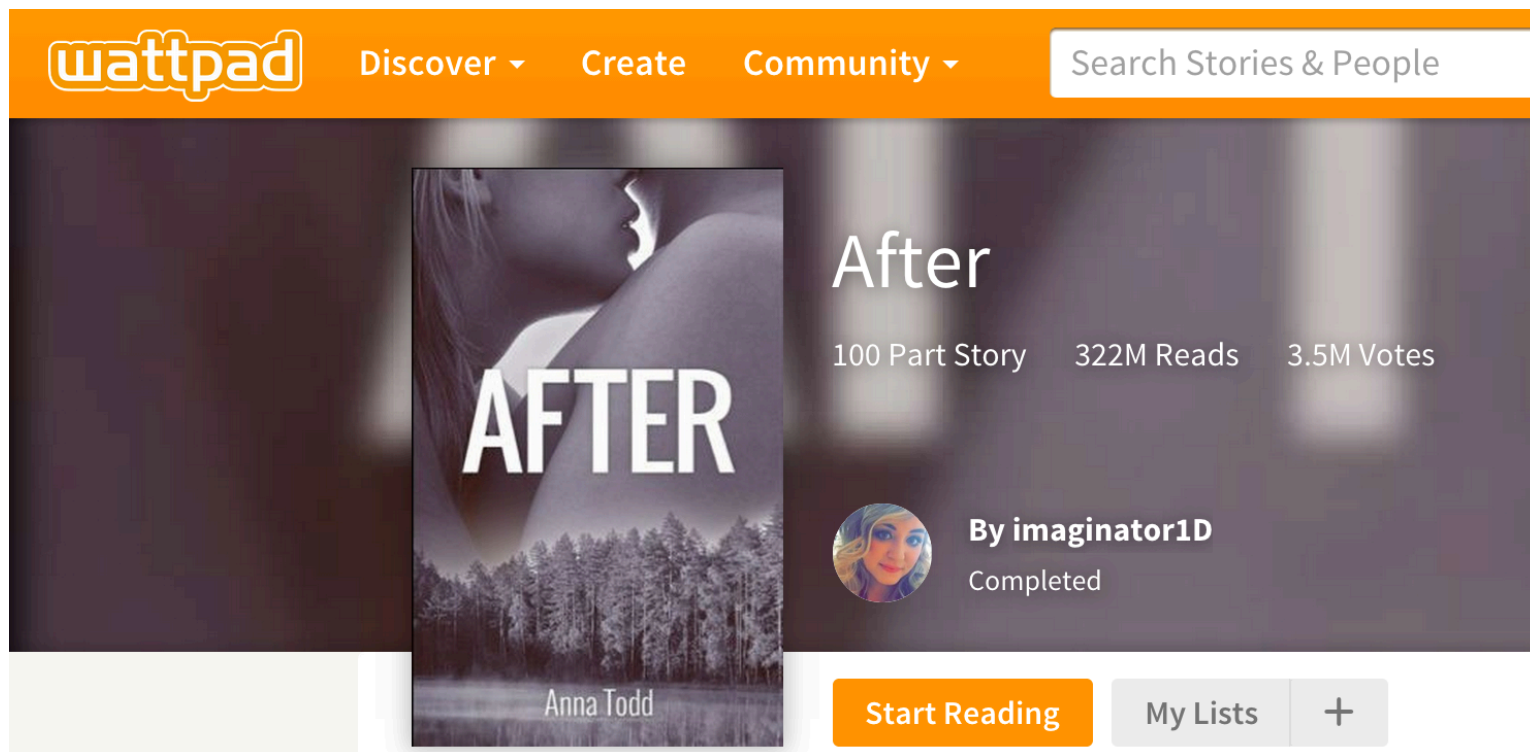 wattpad Discover Create Community Search Stories & People
After
100 Part Story 322M Reads 3.5M Votes
AFTER
By imaginator1D
Completed
Anna Todd
Start Reading My Lists +